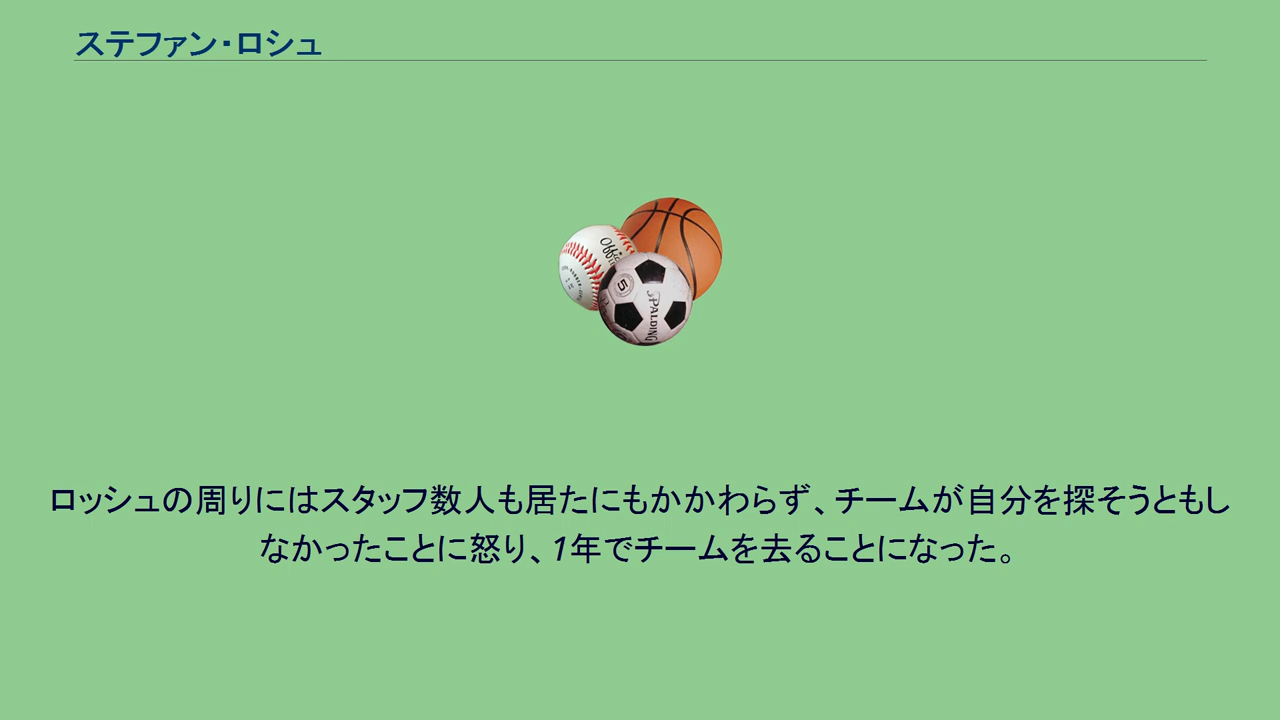 ステファン・ロシュ
Offic
5
SPALDING
ロッシュの周りにはスタッフ数人も居たにもかかわらず、チームが自分を探そうともし
なかったことに怒り、1年でチームを去ることになった。